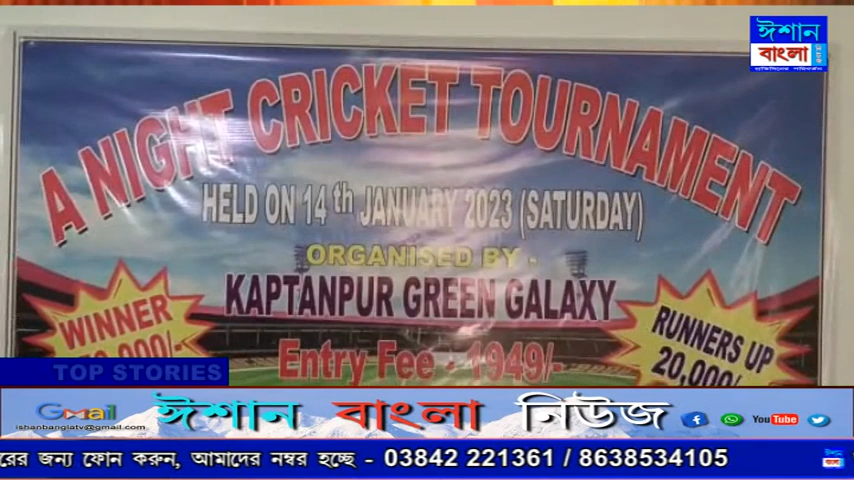 ঈশান
বাংলা
A NIGHT CRICKET TOURNAMENT
HELD ON 14th JANUARY 2023 (SATURDAY)
ORGANISED BY -
KAPTANPUR GREEN GALAXY
WINNER
RUNNERS UP
20,000/-
Entry Fee - 1949/-
TOP STORIES
Gmail
ishanbanglatv@gmail.com
ঈশান বাংলা নিউজ
YouTube
রের জন্য ফোন করুন, আমাদের নম্বর হচ্ছে - 03842 221361 / 8638534105